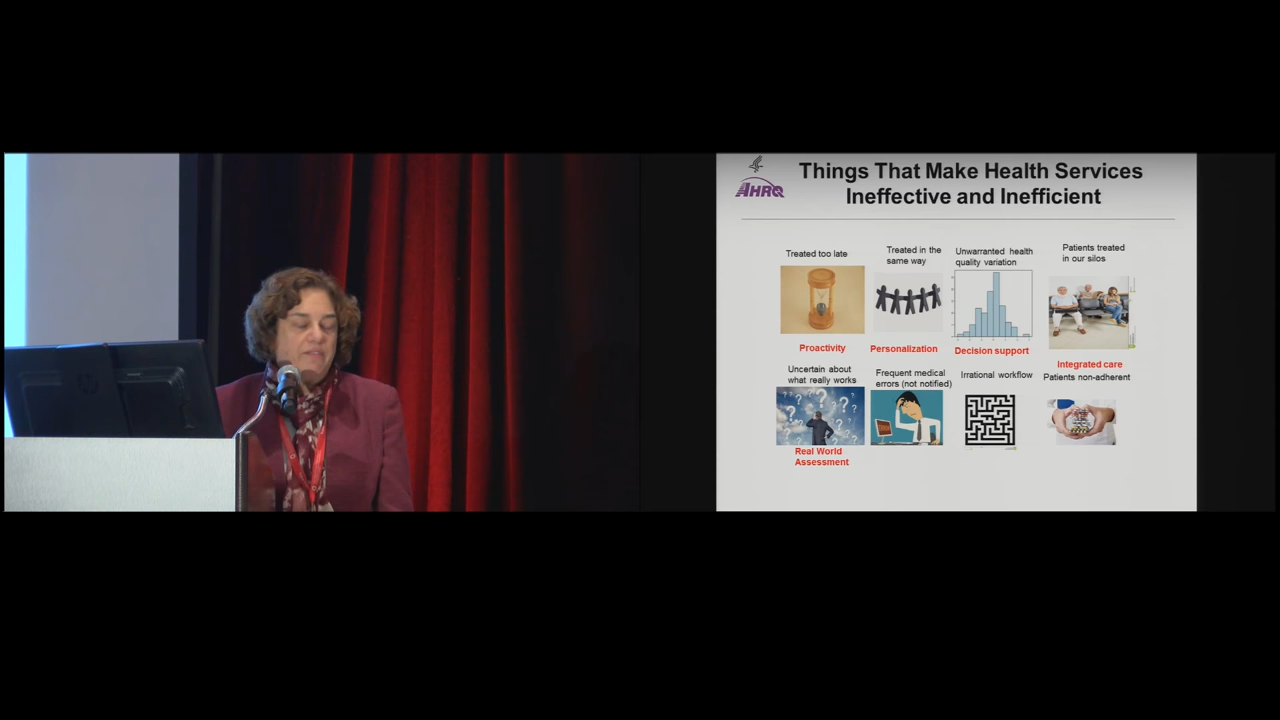 AHRQ
Things That Make Health Services
Ineffective and Inefficient
Treated too late
Treated in the
same way
Unwarranted health
quality variation
Patients treated
in our silos
Proactivity
Personalization
Decision support
Integrated care
Uncertain about
what really works
Frequent medical
errors (not notified)
Irrational workflow
Patients non-adherent
Real World
Assessment